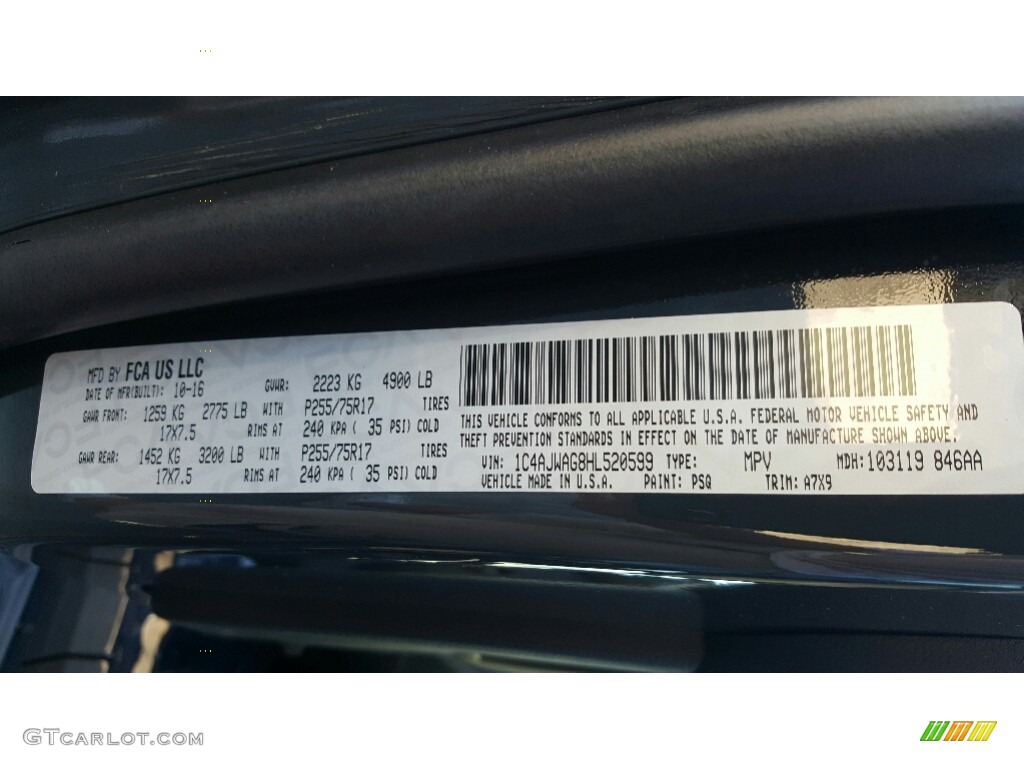 MFD BY FCA US LLC
DATE OF MFR(BUILT): 10-16 GVWR: 2223 KG 4900 LB
GAWR FRONT: 1259 KG 2775 LB WITH P255/75R17 TIRES
17X7.5 RIMS AT 240 KPA ( 35 PSI) COLD
GAWR REAR: 1452 KG 3200 LB WITH P255/75R17 TIRES
17X7.5 RIMS AT 240 KPA ( 35 PSI) COLD
THIS VEHICLE CONFORMS TO ALL APPLICABLE U.S.A. FEDERAL MOTOR VEHICLE SAFETY AND
THEFT PREVENTION STANDARDS IN EFFECT ON THE DATE OF MANUFACTURE SHOWN ABOVE.
VIN: 1C4AJWAG8HL520599 TYPE: MPV MDH:103119 846AA
VEHICLE MADE IN U.S.A. PAINT: PSQ TRIM: A7X9
GTCARLOT.COM